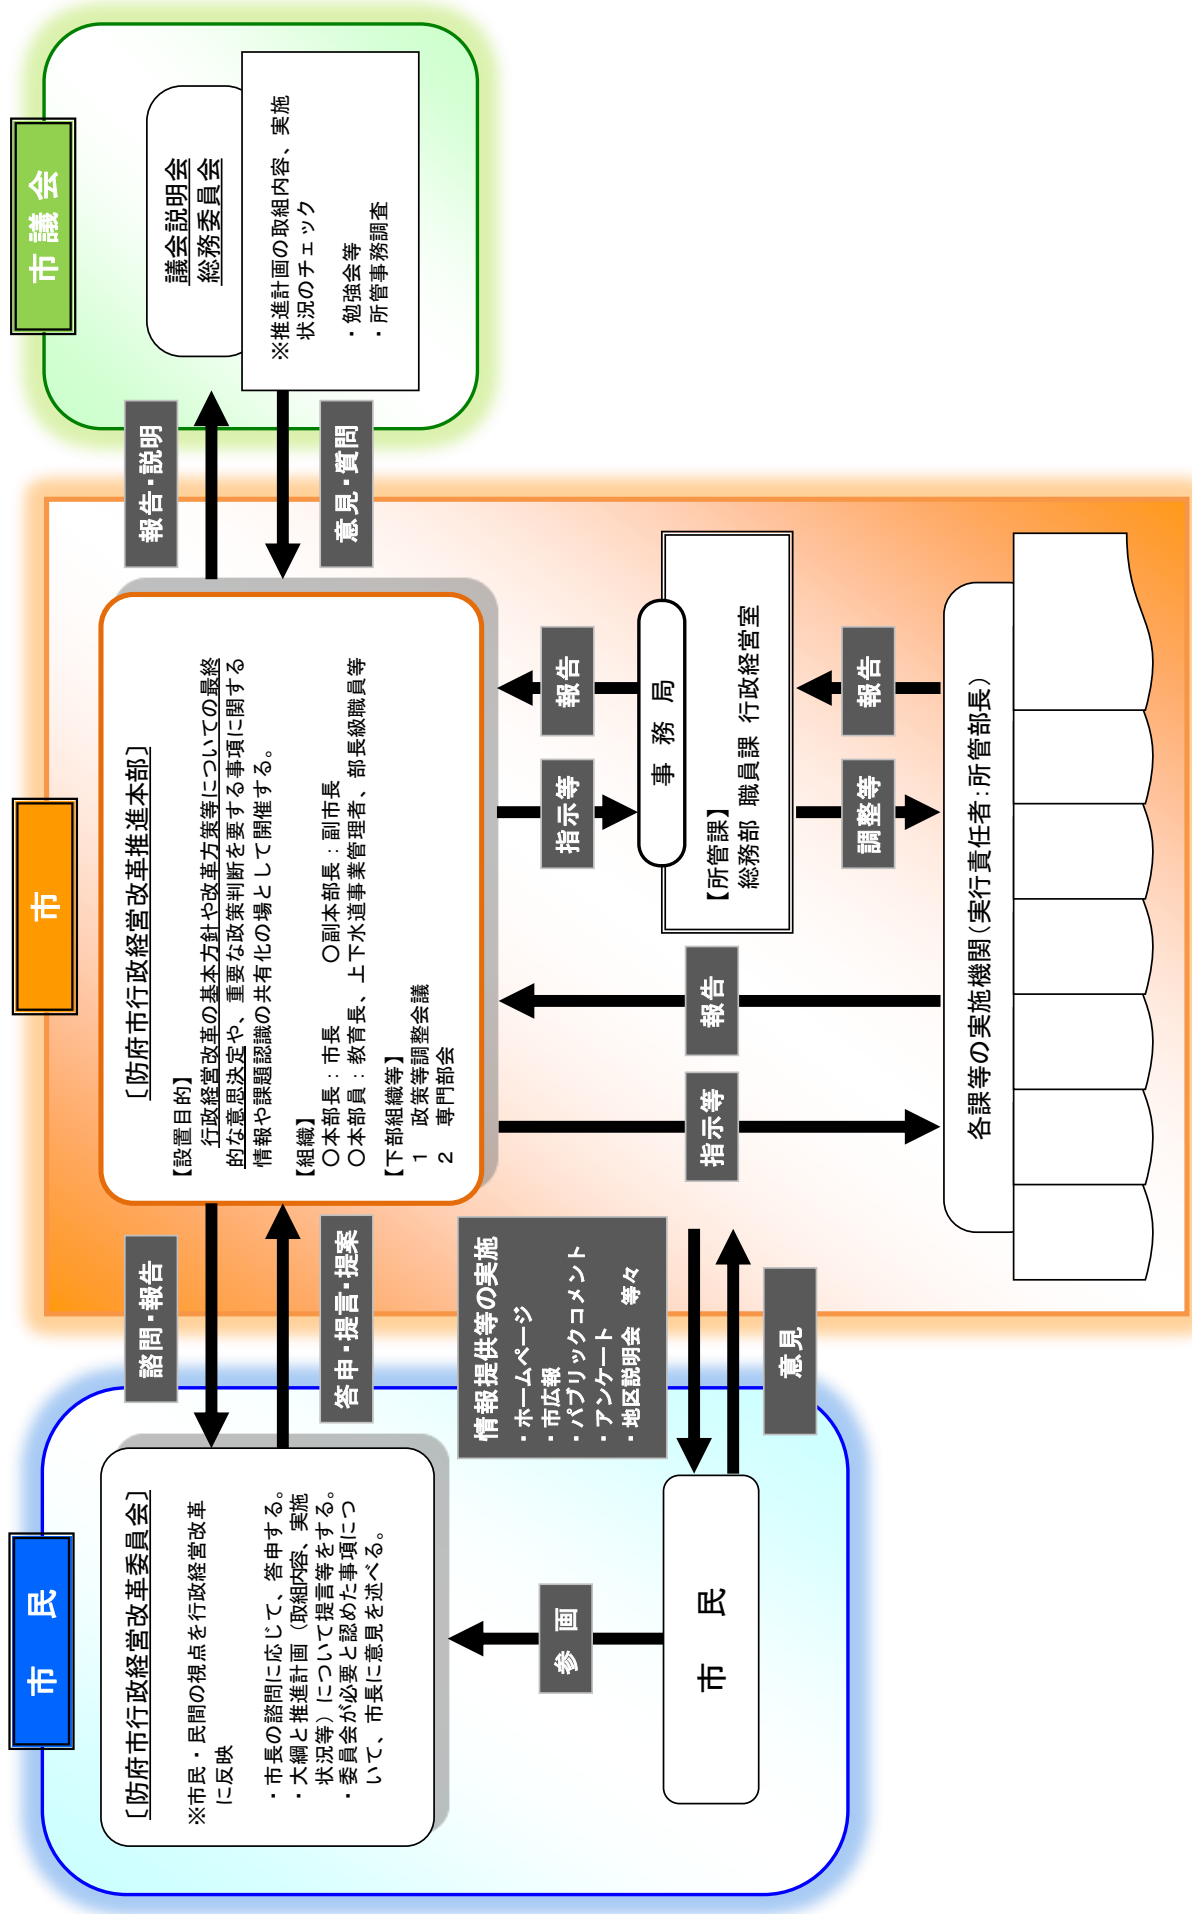 市　民
〔防府市行政経営改革委員会〕
※市民・民間の視点を行政経営改革
に反映
・市長の諮問に応じて、答申する。
・大綱と推進計画（取組内容、実施
状況等）について提言等をする。
・委員会が必要と認めた事項につ
いて、市長に意見を述べる。
参 画
市　民
諮問・報告
答申・提言・提案
情報提供等の実施
・ホームページ
・市広報
・パブリックコメント
・アンケート
・地区説明会　等々
意見
市
〔防府市行政経営改革推進本部〕
【設置目的】
行政経営改革の基本方針や改革方策等についての最終
的な意思決定や、重要な政策判断を要する事項に関する
情報や課題認識の共有化の場として開催する。
【組織】
〇本部長：市長　　　〇副本部長：副市長
〇本部員：教育長、上下水道事業管理者、部長級職員等
【下部組織等】
1　政策等調整会議
2　専門部会
指示等
報告
事 務 局
【所管課】
総務部 職員課 行政経営室
指示等
報告
調整等
報告
各課等の実施機関（実行責任者：所管部長）
報告・説明
意見・質問
市 議 会
議会説明会
総務委員会
※推進計画の取組内容、実施
状況のチェック
・勉強会等
・所管事務調査